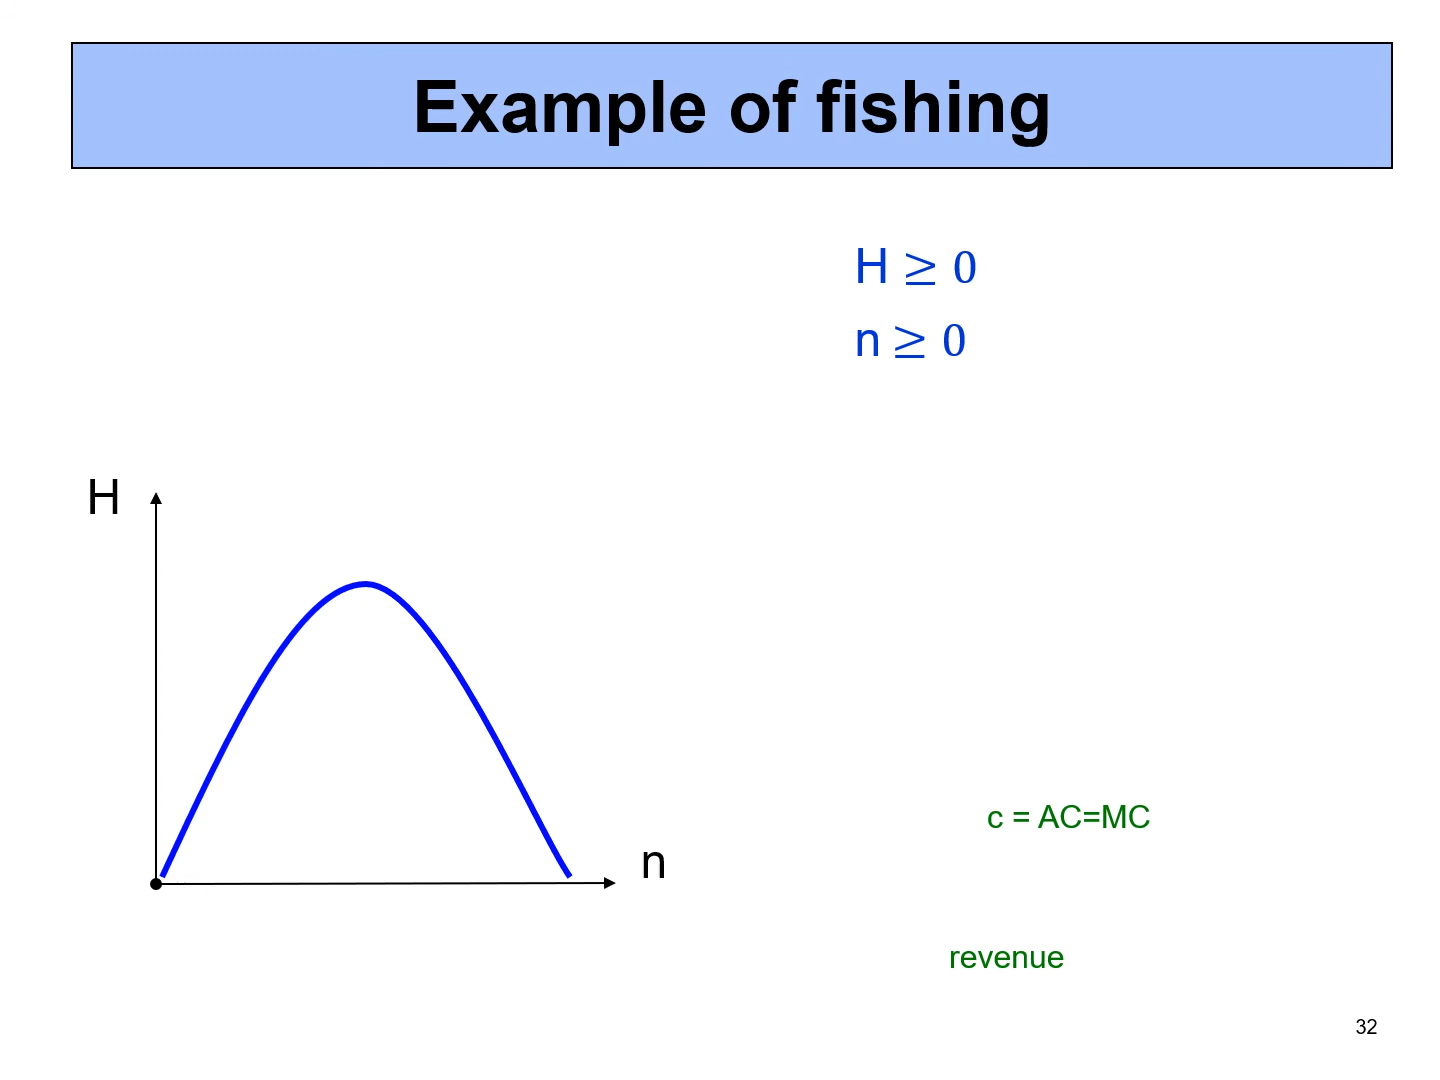 Example of fishing
H ≥ 0
n ≥ 0
H
n
c = AC=MC
revenue
32